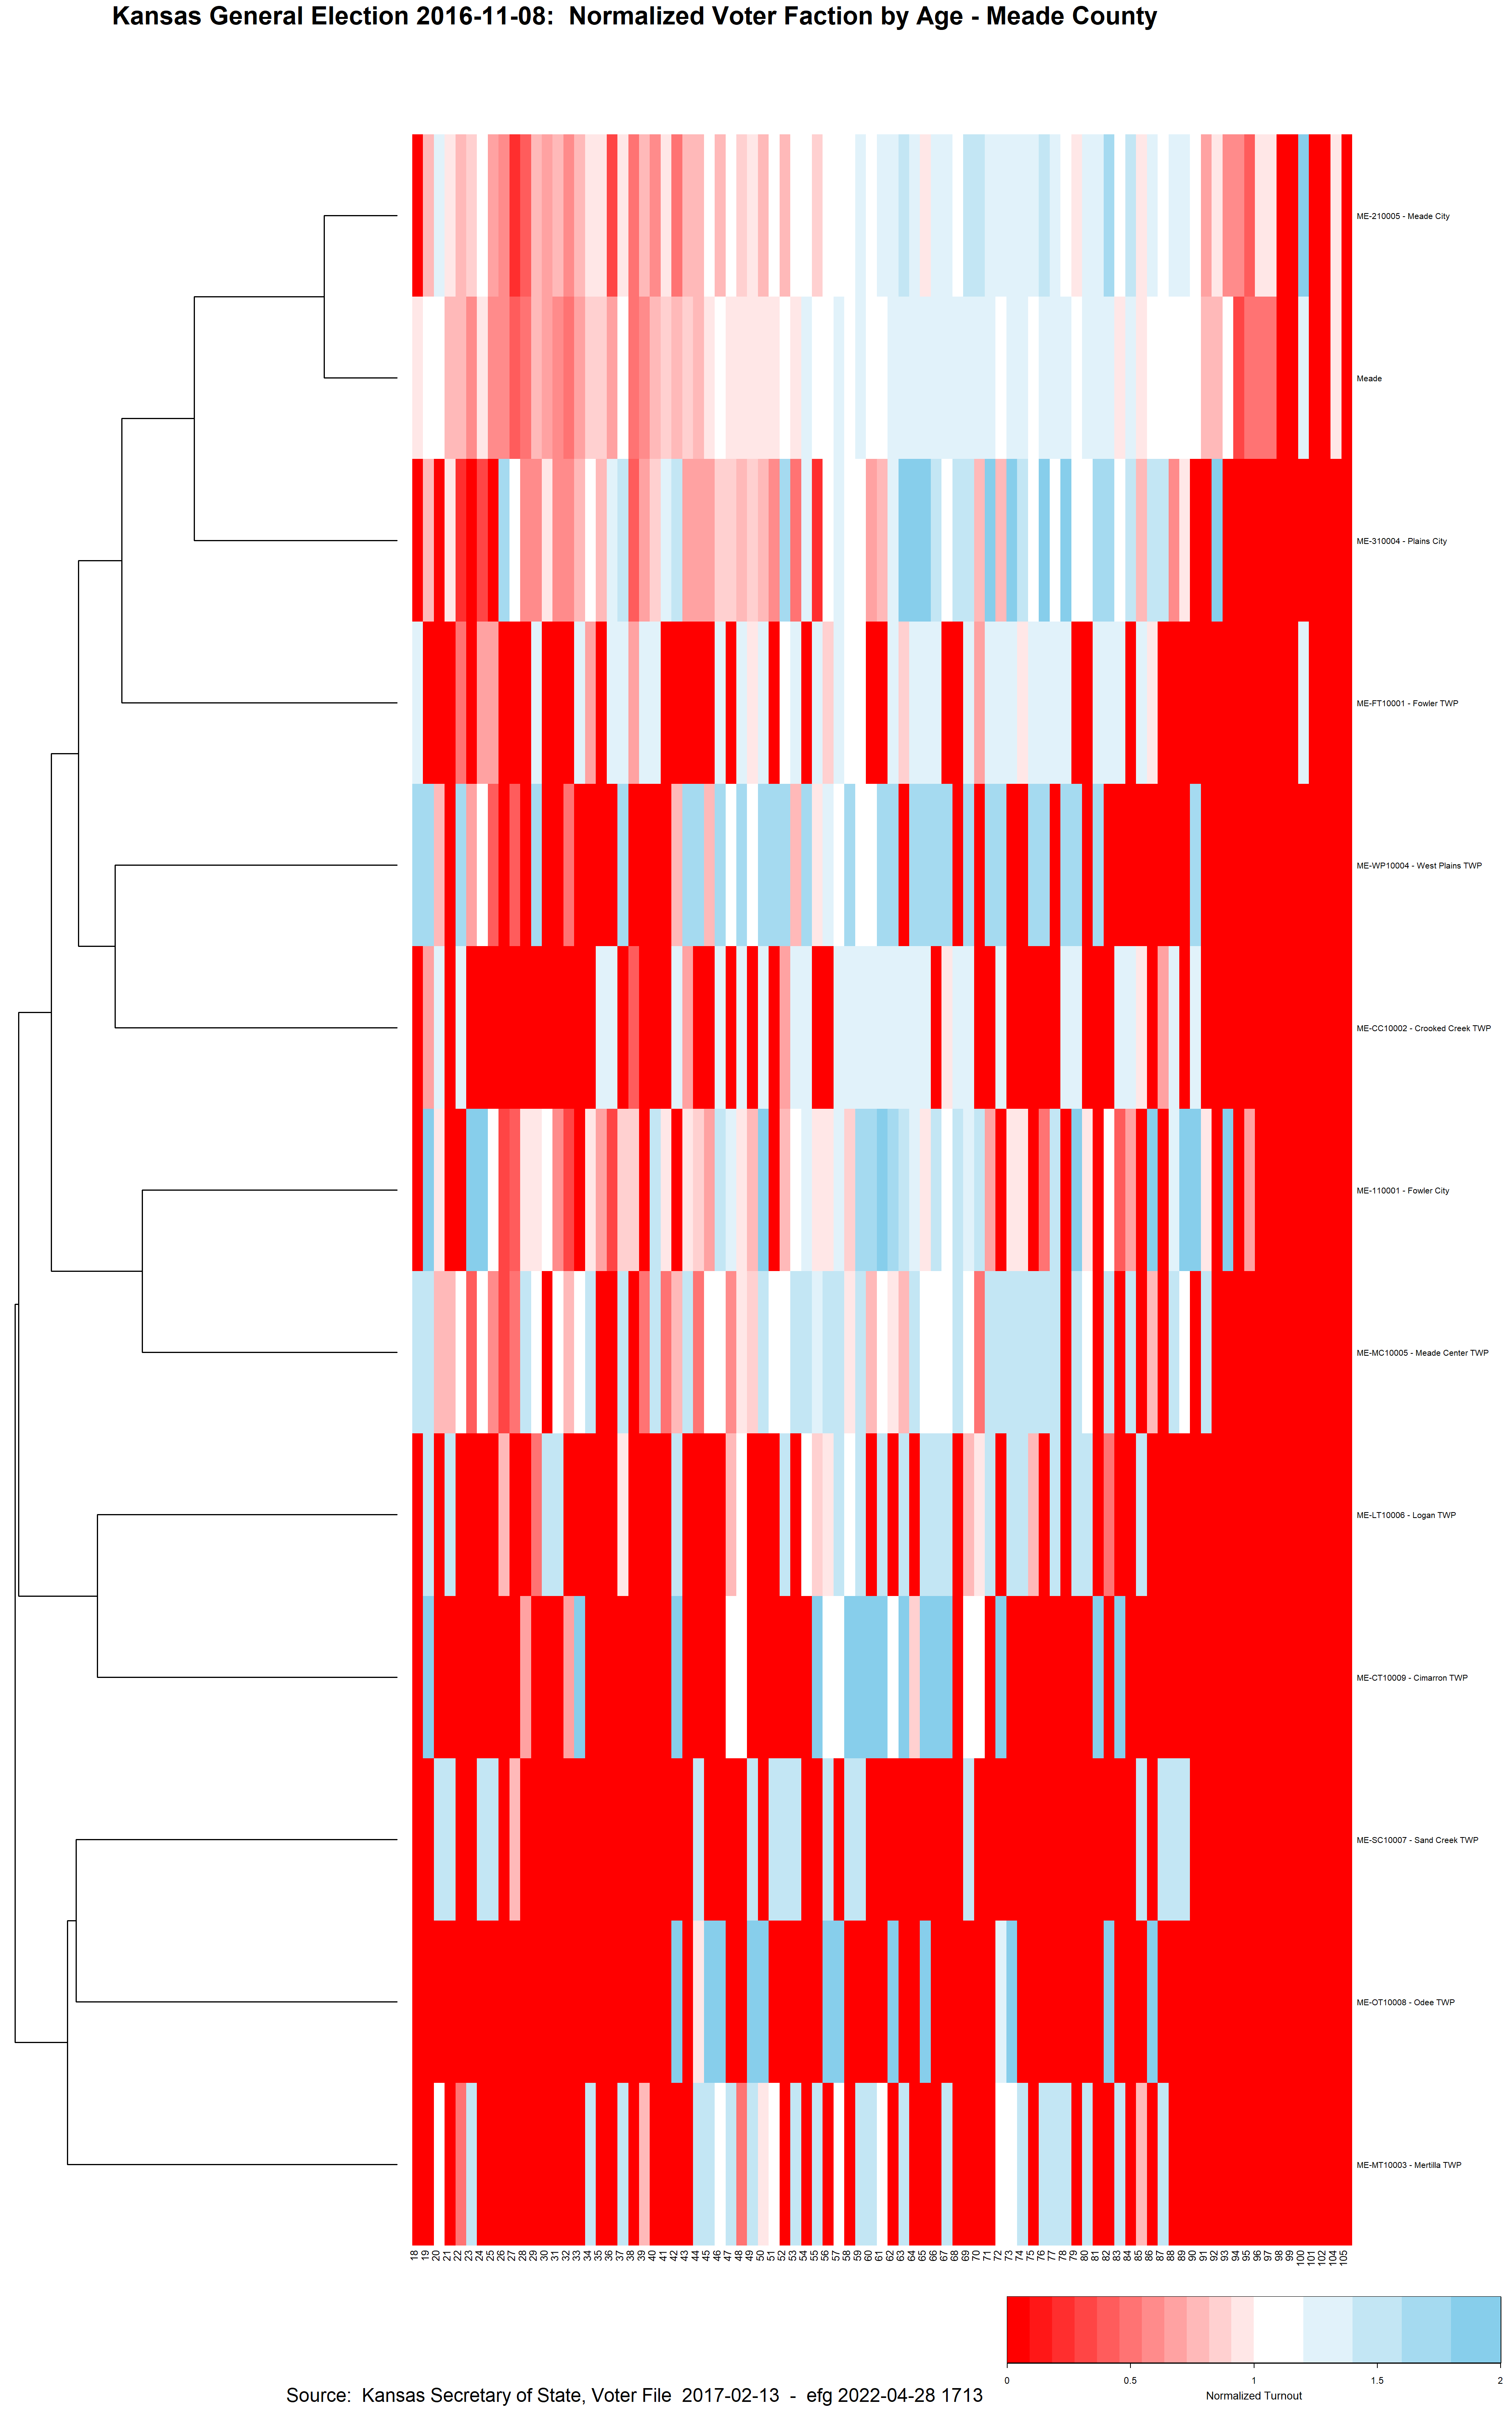 Kansas General Election 2016-11-08:  Normalized Voter Faction by Age - Meade County
ME-210005 - Meade City
Meade
ME-310004 - Plains City
ME-FT10001 - Fowler TWP
ME-WP10004 - West Plains TWP
ME-CC10002 - Crooked Creek TWP
ME-110001 - Fowler City
ME-MC10005 - Meade Center TWP
ME-LT10006 - Logan TWP
ME-CT10009 - Cimarron TWP
ME-SC10007 - Sand Creek TWP
ME-OT10008 - Odee TWP
ME-MT10003 - Mertilla TWP
18 19 20 21 22 23 24 25 26 27 28 29 30 31 32 33 34 35 36 37 38 39 40 41 42 43 44 45 46 47 48 49 50 51 52 53 54 55 56 57 58 59 60 61 62 63 64 65 66 67 68 69 70 71 72 73 74 75 76 77 78 79 80 81 82 83 84 85 86 87 88 89 90 91 92 93 94 95 96 97 98 99 100 101 102 104 105
0 0.5 1 1.5 2
Normalized Turnout
Source:  Kansas Secretary of State, Voter File  2017-02-13  -  efg 2022-04-28 1713